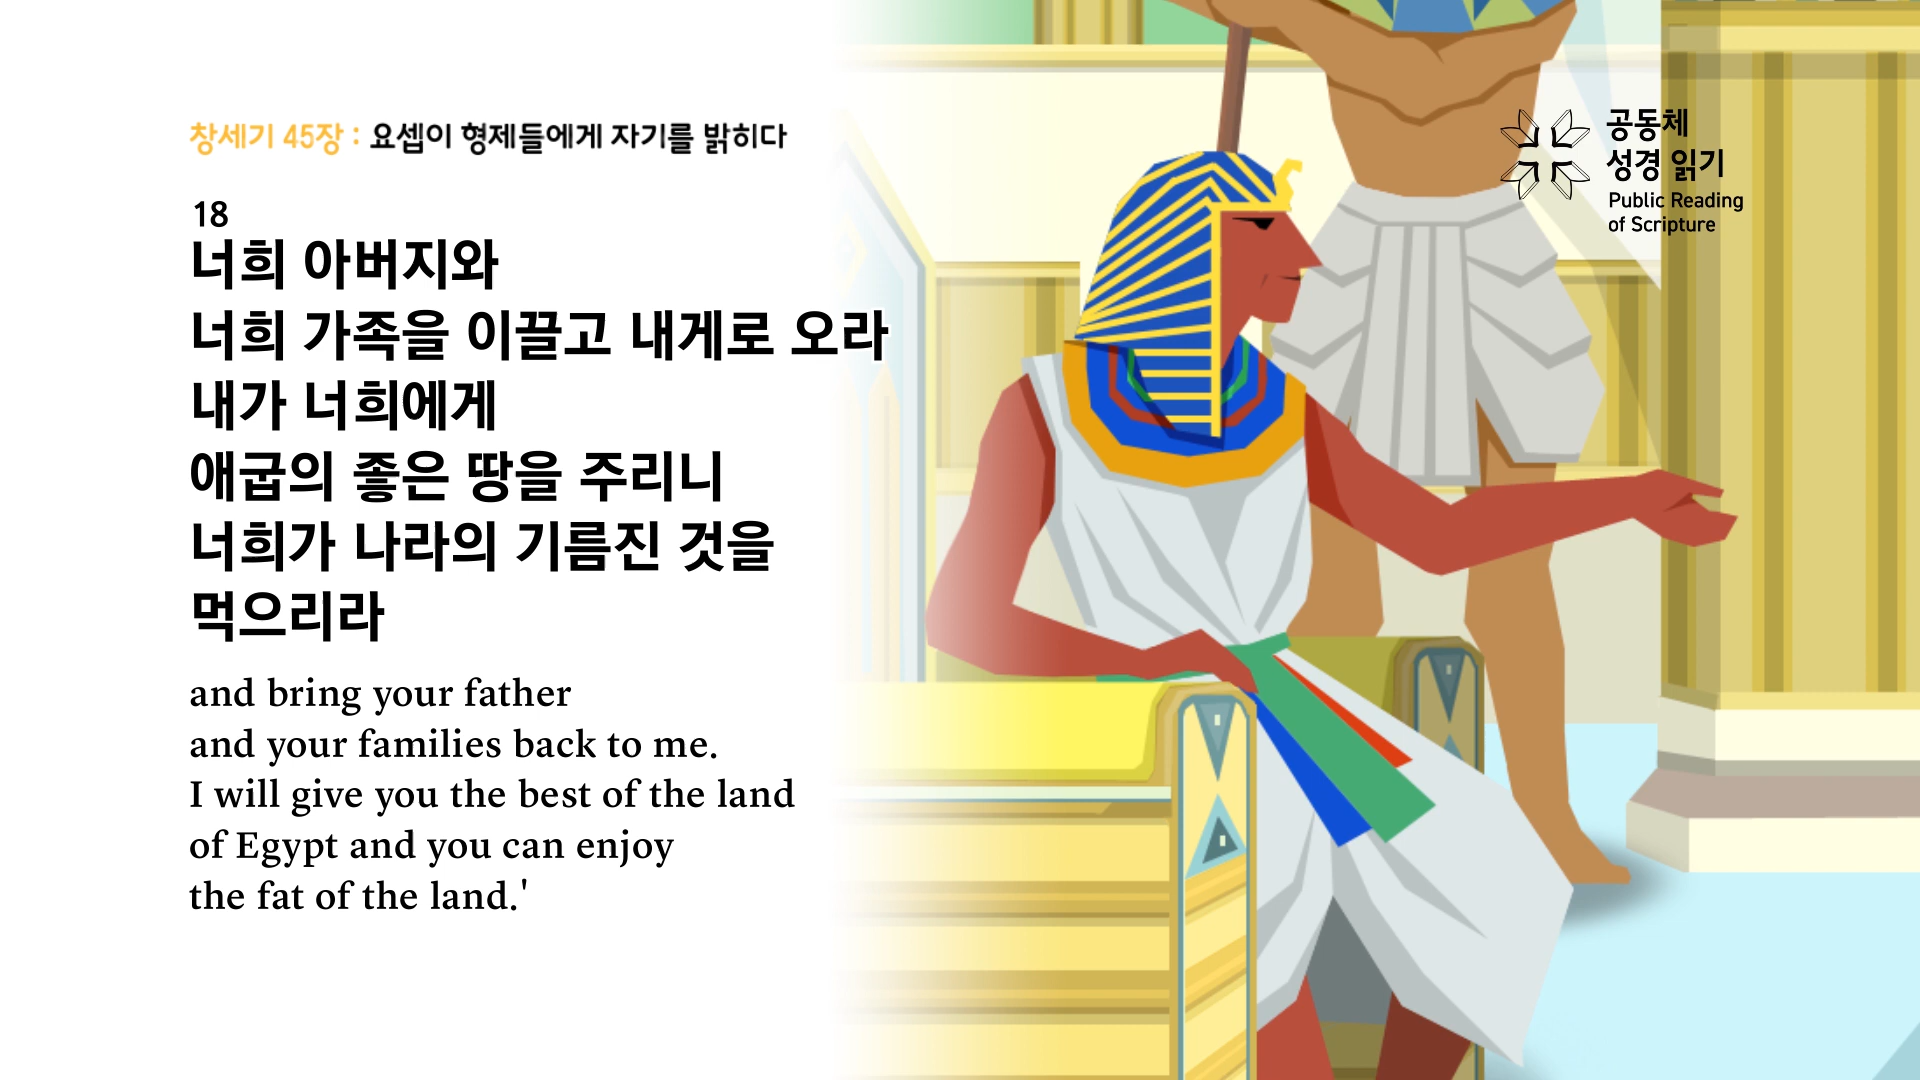 창세기 45장 : 요셉이 형제들에게 자기를 밝히다
18
너희 아버지와
너희 가족을 이끌고 내게로 오라
내가 너희에게
애굽의 좋은 땅을 주리니
너희가 나라의 기름진 것을
먹으리라
and bring your father
and your families back to me.
I will give you the best of the land
of Egypt and you can enjoy
the fat of the land.'
공동체
성경 읽기
Public Reading
of Scripture